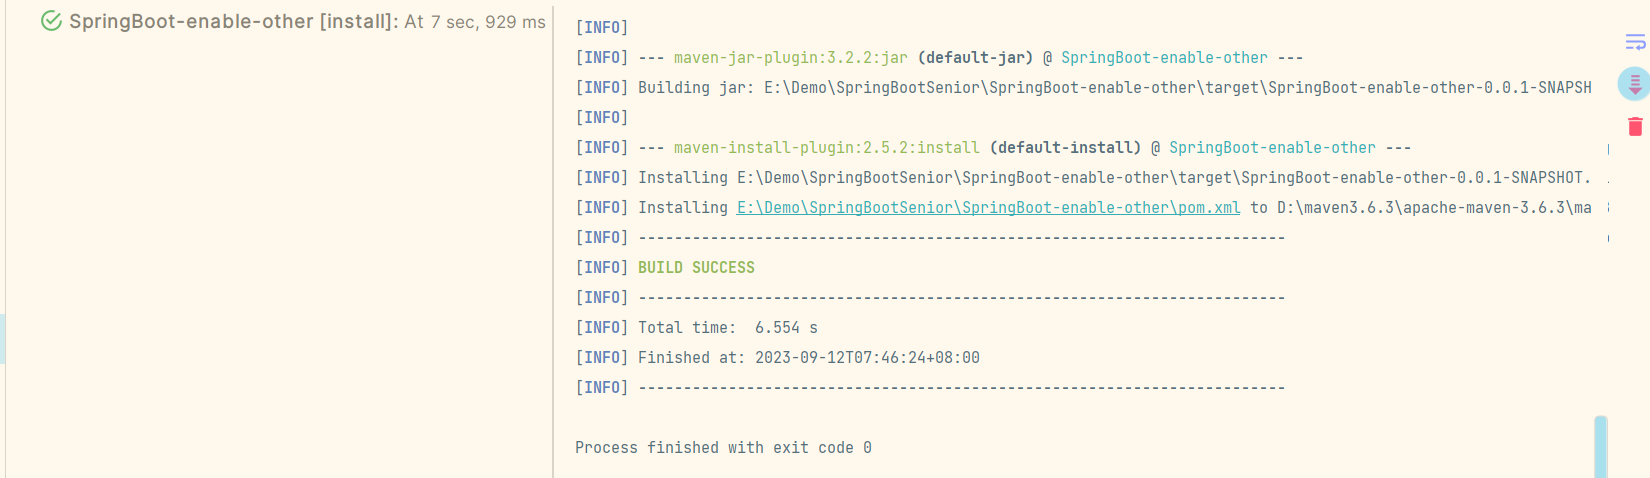 SpringBoot-enable-other [install]: At 7 sec, 929 ms
[INFO]
[INFO] --- maven-jar-plugin:3.2.2:jar (default-jar) @ SpringBoot-enable-other ---
[INFO] Building jar: E:\Demo\SpringBootSenior\SpringBoot-enable-other\target\SpringBoot-enable-other-0.0.1-SNAPSH
[INFO]
[INFO] --- maven-install-plugin:2.5.2:install (default-install) @ SpringBoot-enable-other ---
[INFO] Installing E:\Demo\SpringBootSenior\SpringBoot-enable-other\target\SpringBoot-enable-other-0.0.1-SNAPSHOT.
[INFO] Installing E:\Demo\SpringBootSenior\SpringBoot-enable-other\pom.xml to D:\maven3.6.3\apache-maven-3.6.3\ma
[INFO] ------------------------------------------------------------------------
[INFO] BUILD SUCCESS
[INFO] ------------------------------------------------------------------------
[INFO] Total time:  6.554 s
[INFO] Finished at: 2023-09-12T07:46:24+08:00
[INFO] ------------------------------------------------------------------------
Process finished with exit code 0